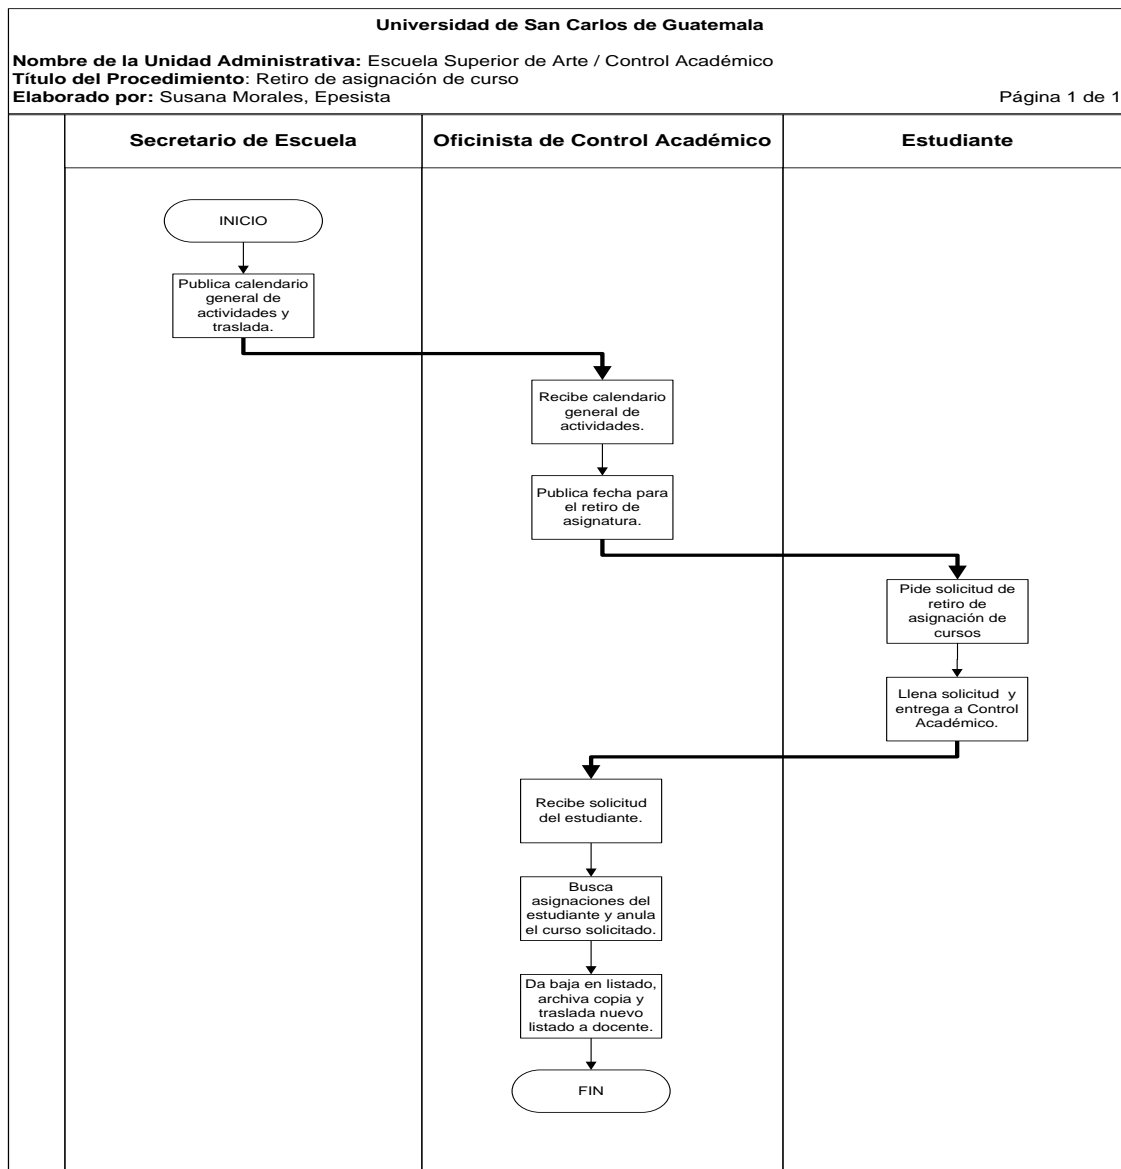 Universidad de San Carlos de Guatemala
Nombre de la Unidad Administrativa: Escuela Superior de Arte / Control Académico
Título del Procedimiento: Retiro de asignación de curso
Elaborado por: Susana Morales, Epesista
Página 1 de 1
Secretario de Escuela
Oficinista de Control Académico
Estudiante
INICIO
Publica calendario
general de
actividades y
traslada.
Recibe calendario
general de
actividades.
Publica fecha para
el retiro de
asignatura.
Pide solicitud de
retiro de
asignación de
cursos
Llena solicitud  y
entrega a Control
Académico.
Recibe solicitud
del estudiante.
Busca
asignaciones del
estudiante y anula
el curso solicitado.
Da baja en listado,
archiva copia y
traslada nuevo
listado a docente.
FIN